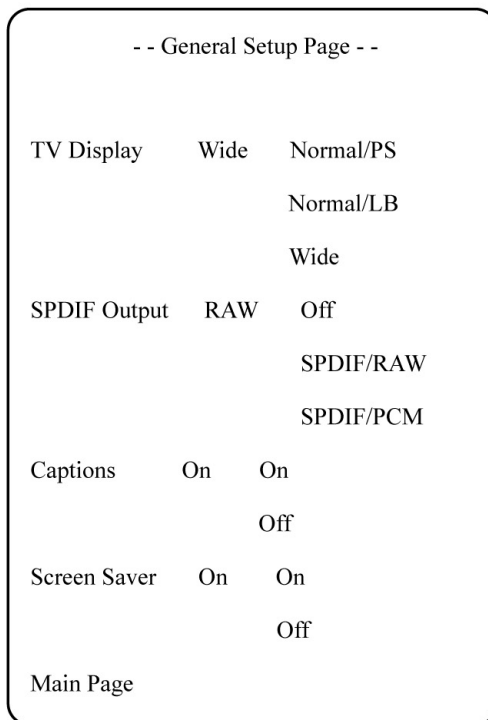 - - General Setup Page - -
TV Display Wide Normal/PS
Normal/LB
Wide
SPDIF Output RAW Off
SPDIF/RAW
SPDIF/PCM
Captions On On
Off
Screen Saver On On
Off
Main Page